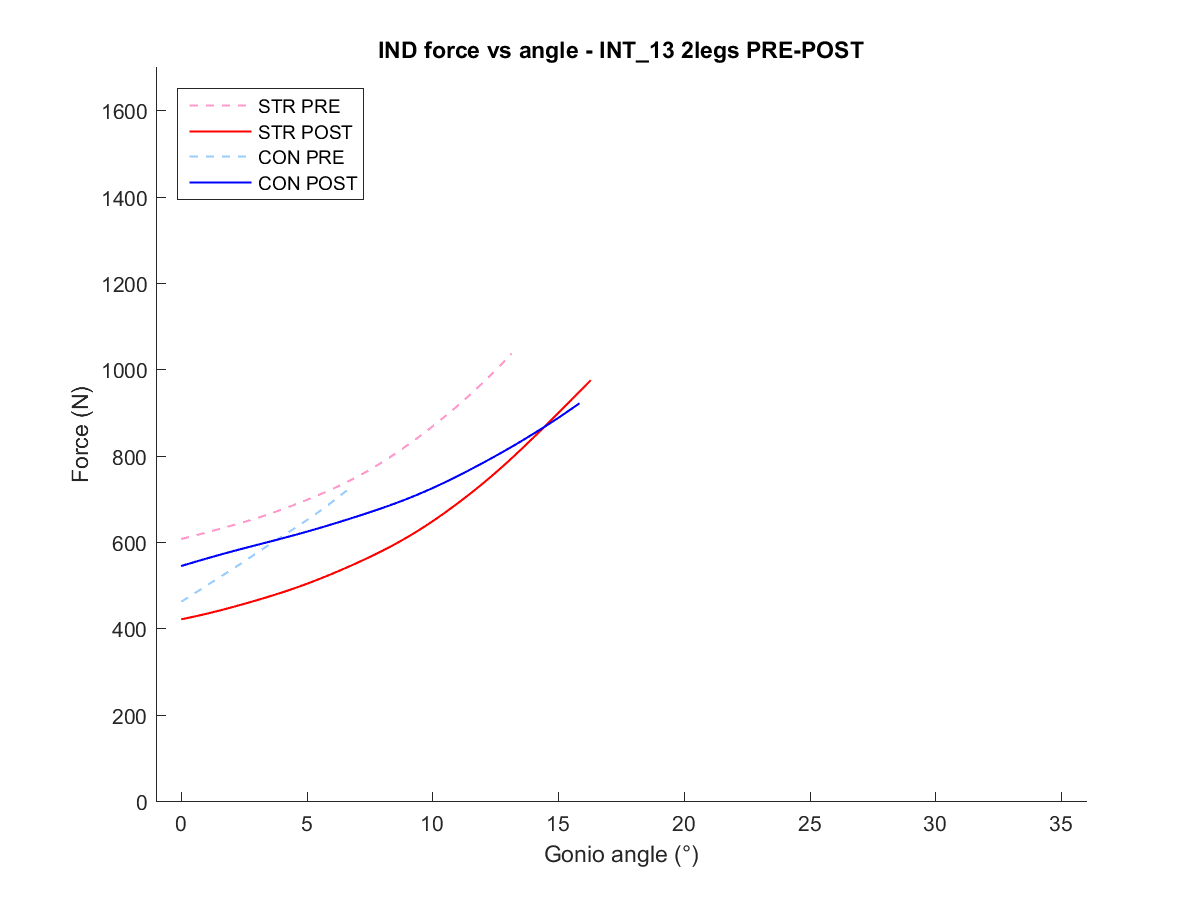 IND force vs angle - INT_13 2legs PRE-POST
STR PRE
STR POST
CON PRE
CON POST
1600
1400
1200
1000
800
600
400
200
0
Force (N)
0 5 10 15 20 25 30 35
Gonio angle (°)